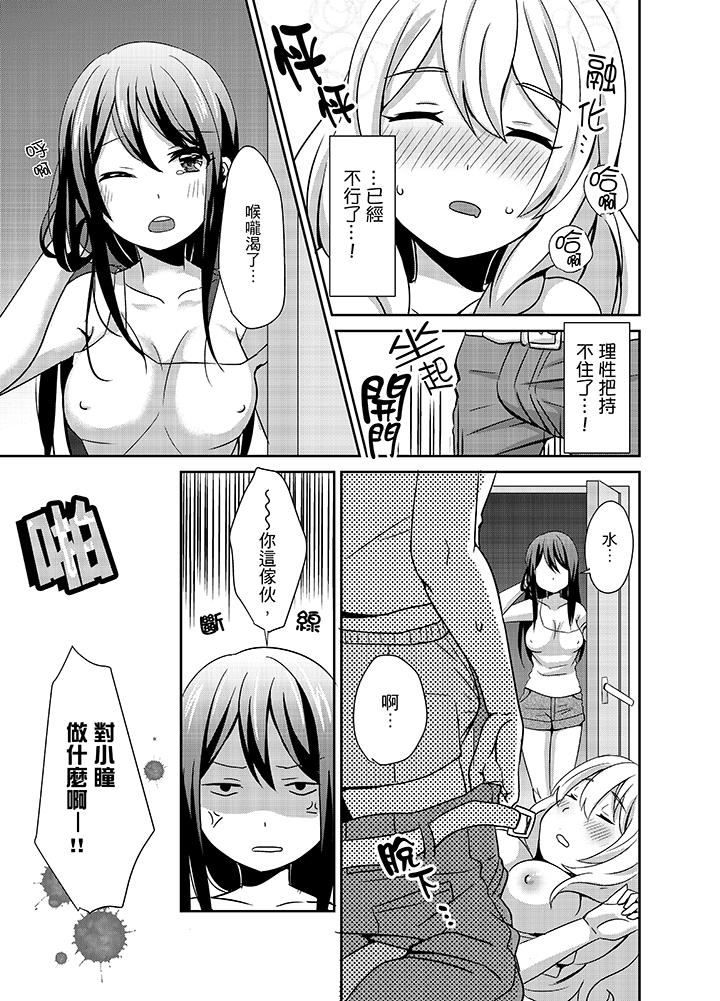 融化…
哈啊
哈啊
…已經
不行了…！
怦
怦
呼啊
喉嚨渴了…
理性把持
不住了…！
坐起
開門
水…
啊…
脫下…
～～你這傢伙，
斷線
啪
對小瞳
做什麼啊ー!!